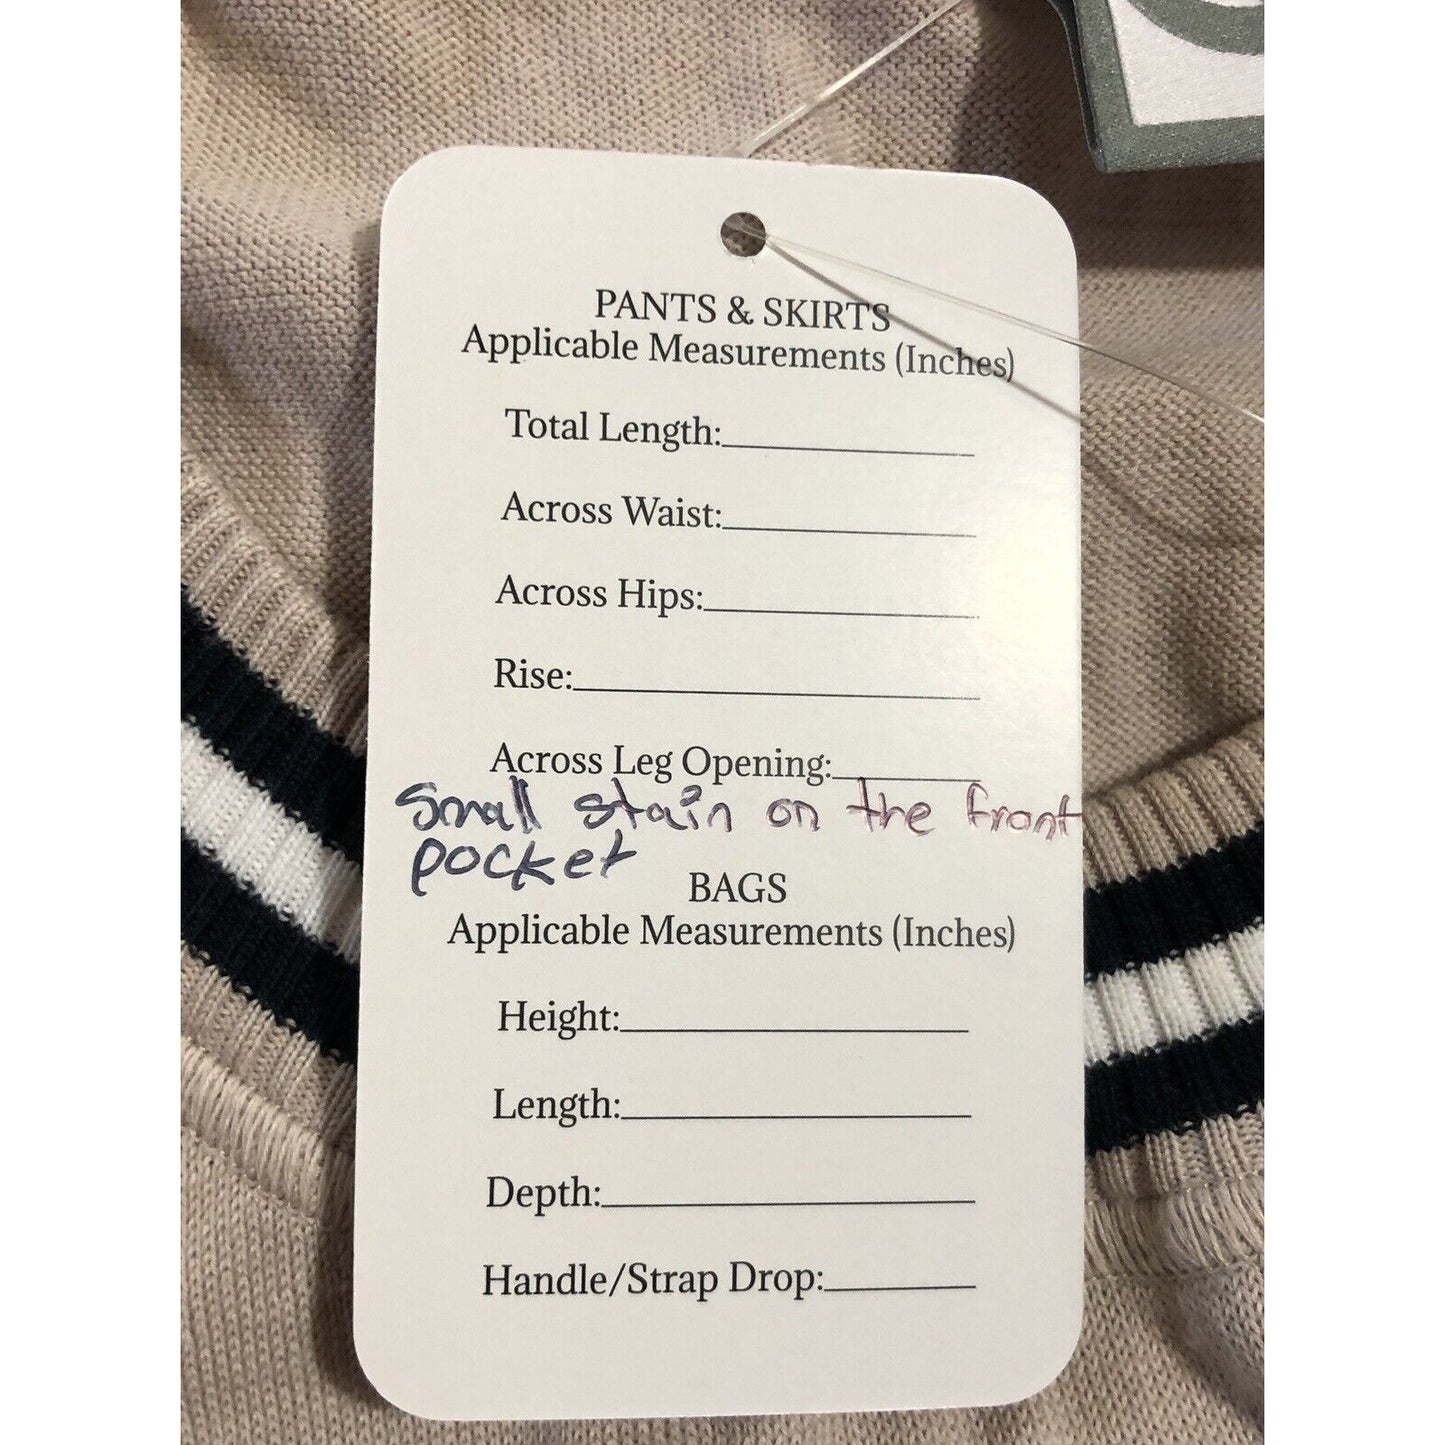 PANTS & SKIRTS
Applicable Measurements (Inches)
Total Length:
Across Waist:
Across Hips:
Rise:
Across Leg Opening:
Small stain on the front
pocket
BAGS
Applicable Measurements (Inches)
Height:
Length:
Depth:
Handle/Strap Drop: